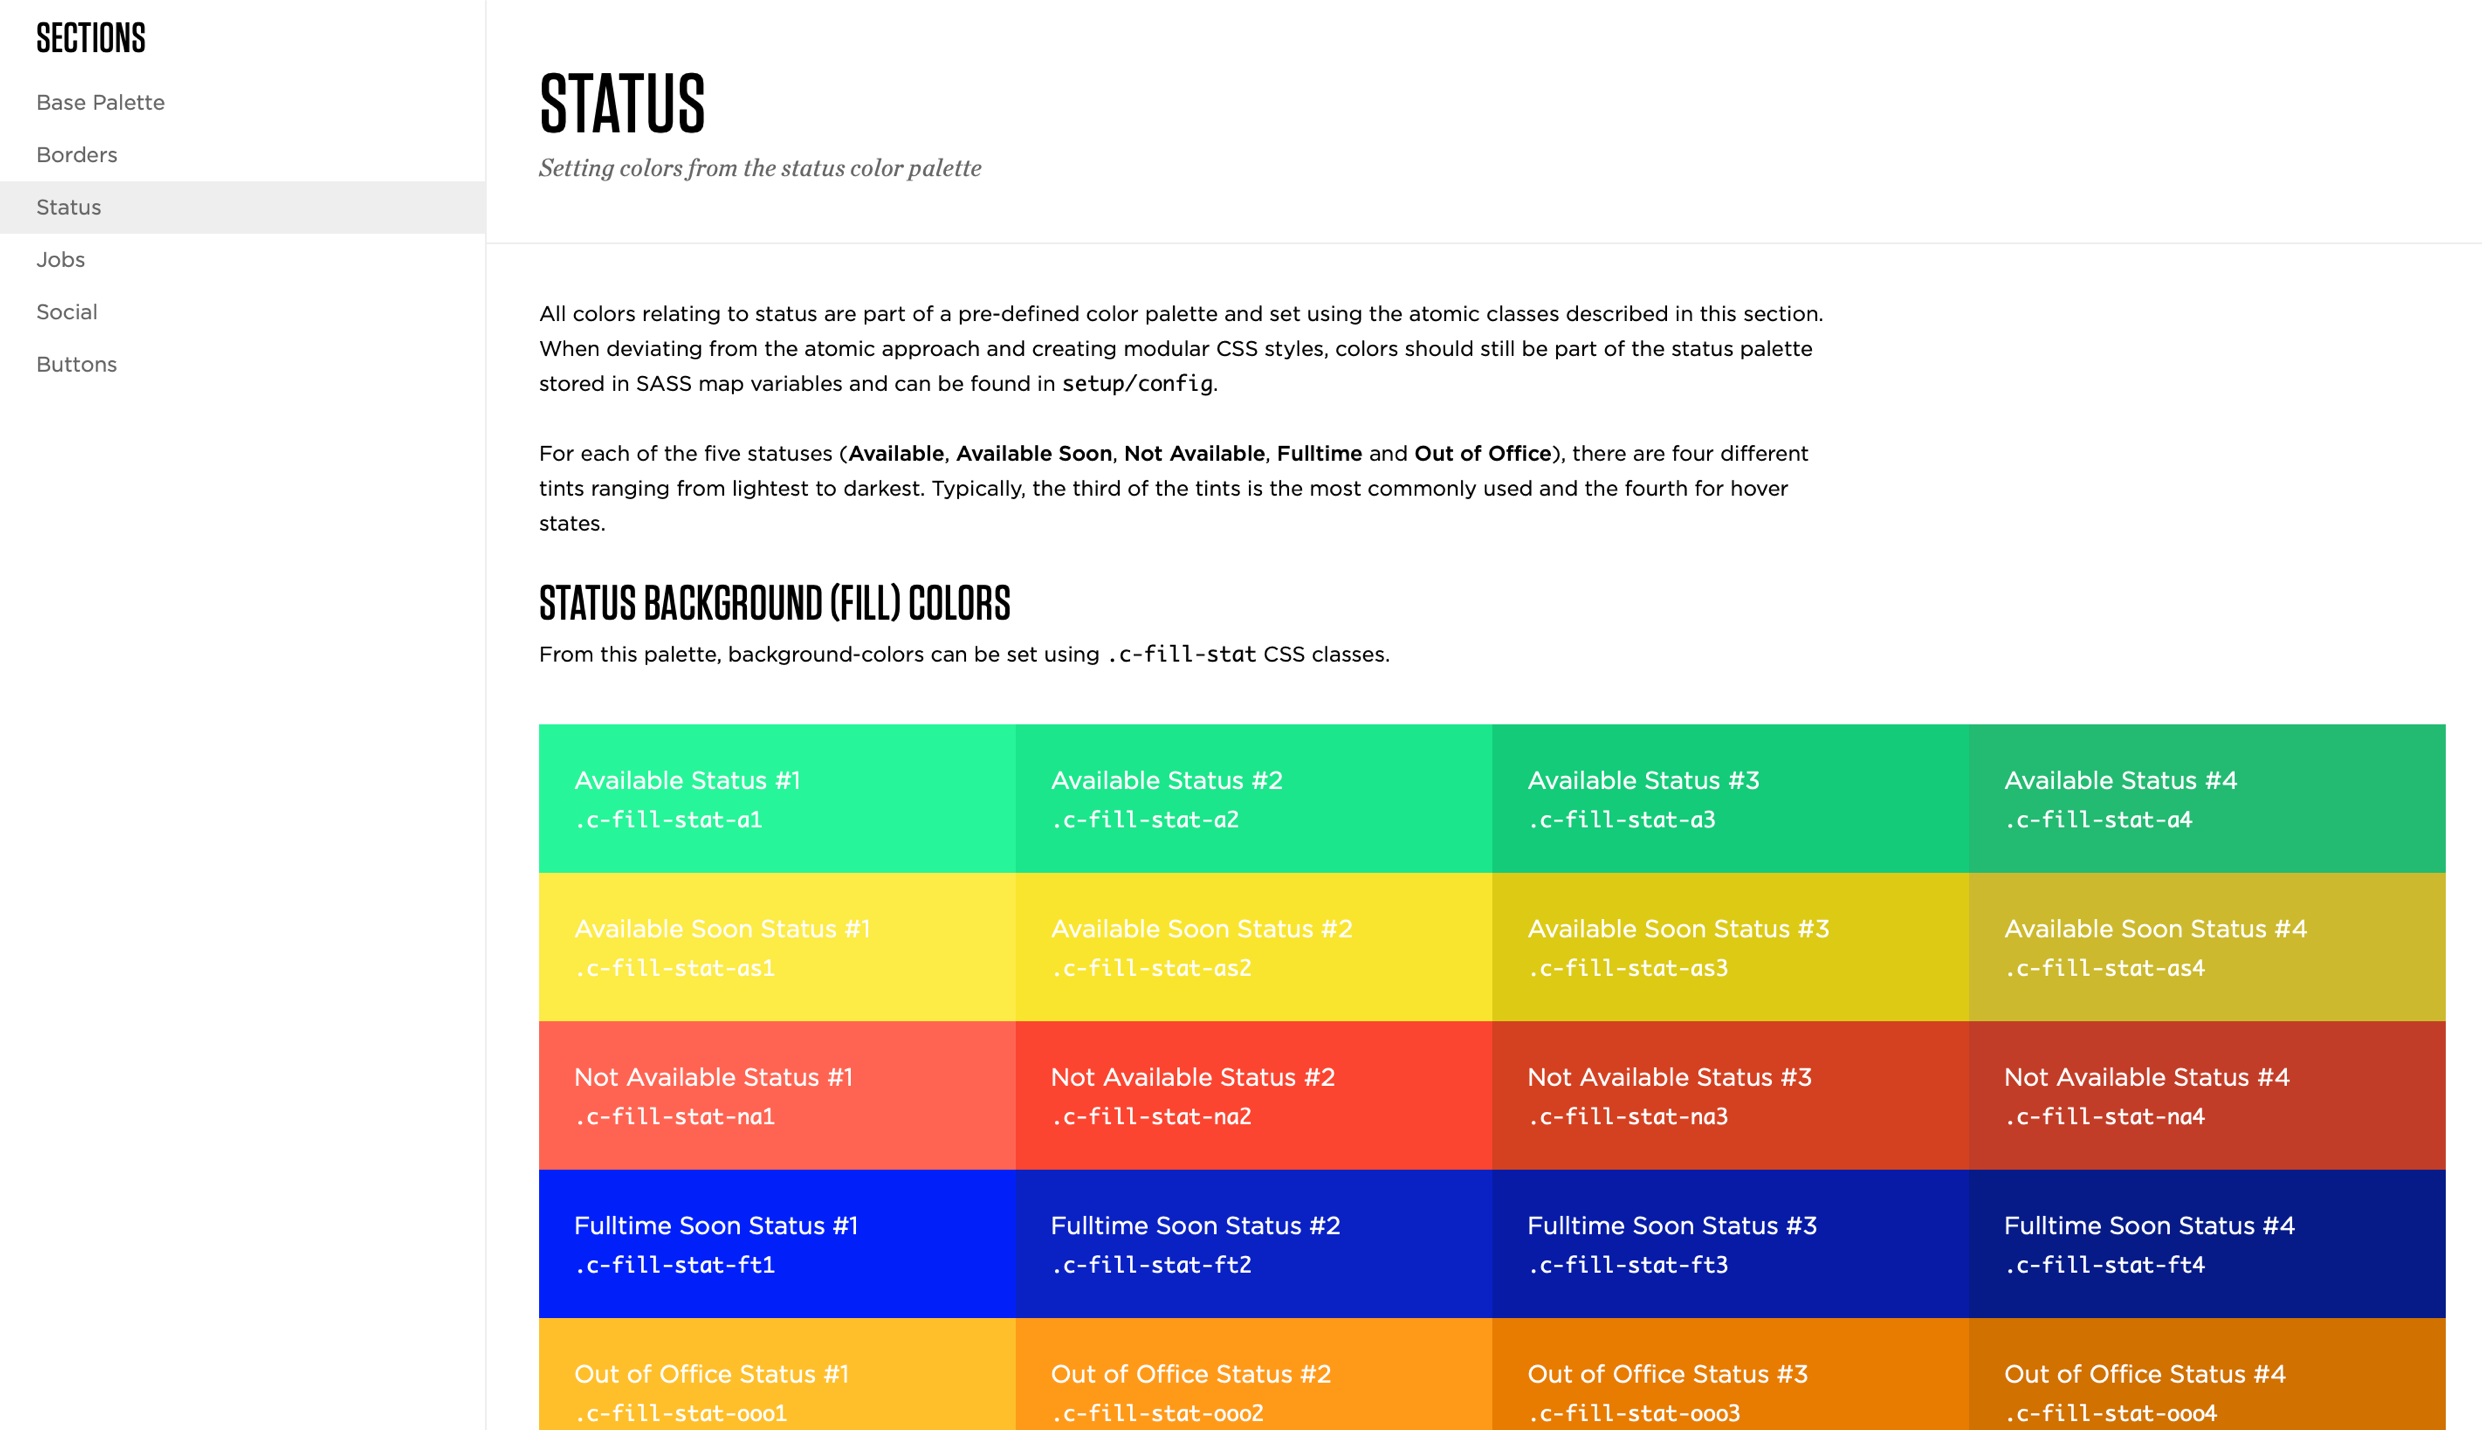 SECTIONS
Base Palette
Borders
Status
Jobs
Social
Buttons
STATUS
Setting colors from the status color palette
All colors relating to status are part of a pre-defined color palette and set using the atomic classes described in this section.
When deviating from the atomic approach and creating modular CSS styles, colors should still be part of the status palette
stored in SASS map variables and can be found in setup/config.
For each of the five statuses (Available, Available Soon, Not Available, Fulltime and Out of Office), there are four different
tints ranging from lightest to darkest. Typically, the third of the tints is the most commonly used and the fourth for hover
states.
STATUS BACKGROUND (FILL) COLORS
From this palette, background-colors can be set using .c-fill-stat CSS classes.
Available Status #1
.c-fill-stat-a1
Available Status #2
.c-fill-stat-a2
Available Status #3
.c-fill-stat-a3
Available Status #4
.c-fill-stat-a4
Available Soon Status #1
.c-fill-stat-as1
Available Soon Status #2
.c-fill-stat-as2
Available Soon Status #3
.c-fill-stat-as3
Available Soon Status #4
.c-fill-stat-as4
Not Available Status #1
.c-fill-stat-na1
Not Available Status #2
.c-fill-stat-na2
Not Available Status #3
.c-fill-stat-na3
Not Available Status #4
.c-fill-stat-na4
Fulltime Soon Status #1
.c-fill-stat-ft1
Fulltime Soon Status #2
.c-fill-stat-ft2
Fulltime Soon Status #3
.c-fill-stat-ft3
Fulltime Soon Status #4
.c-fill-stat-ft4
Out of Office Status #1
.c-fill-stat-ooo1
Out of Office Status #2
.c-fill-stat-ooo2
Out of Office Status #3
.c-fill-stat-ooo3
Out of Office Status #4
.c-fill-stat-ooo4